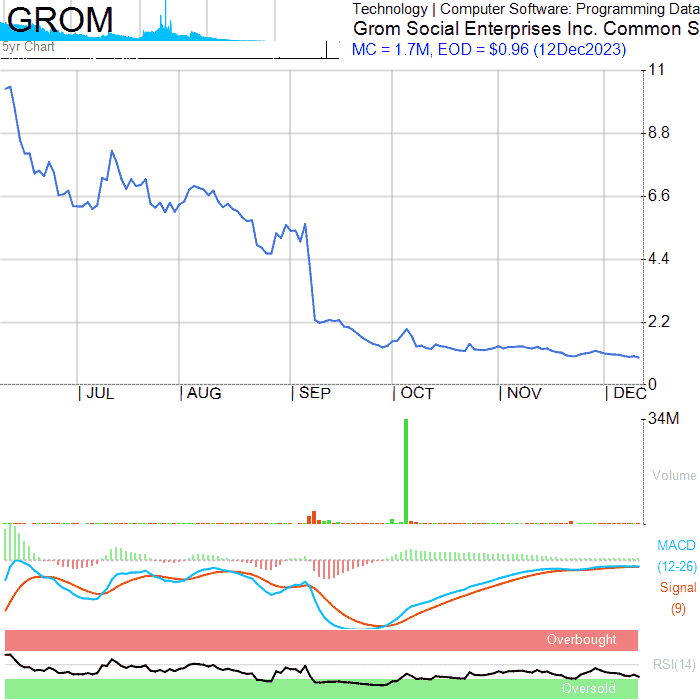 GROM
Technology | Computer Software: Programming Data
Grom Social Enterprises Inc. Common S
5yr Chart
MC = 1.7M, EOD = $0.96 (12Dec2023)
11
8.8
6.6
4.4
2.2
0
| JUL | AUG | SEP | OCT | NOV | DEC
34M
Volume
MACD
(12-26)
Signal
(9)
Overbought
RSI(14)
Oversold